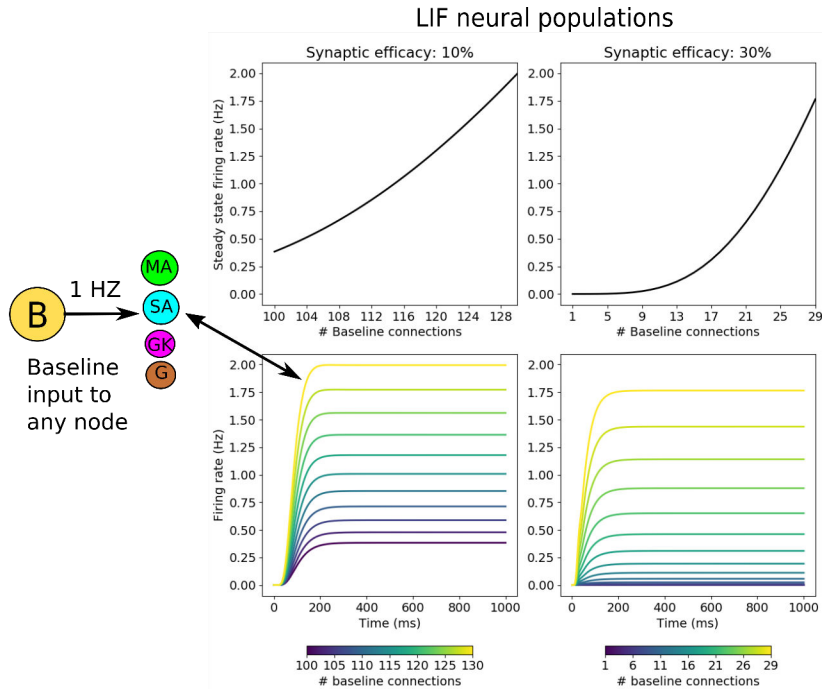 LIF neural populations
Synaptic efficacy: 10%
Synaptic efficacy: 30%
Steady state firing rate (Hz)
2.00
1.75
1.50
1.25
1.00
0.75
0.50
0.25
0.00
100 104 108 112 116 120 124 128
# Baseline connections
2.00
1.75
1.50
1.25
1.00
0.75
0.50
0.25
0.00
1 5 9 13 17 21 25 29
# Baseline connections
B
1 HZ
MA
SA
GK
G
Baseline
input to
any node
Firing rate (Hz)
2.00
1.75
1.50
1.25
1.00
0.75
0.50
0.25
0.00
0 200 400 600 800 1000
Time (ms)
2.00
1.75
1.50
1.25
1.00
0.75
0.50
0.25
0.00
0 200 400 600 800 1000
Time (ms)
100 105 110 115 120 125 130
# baseline connections
1 6 11 16 21 26 29
# baseline connections